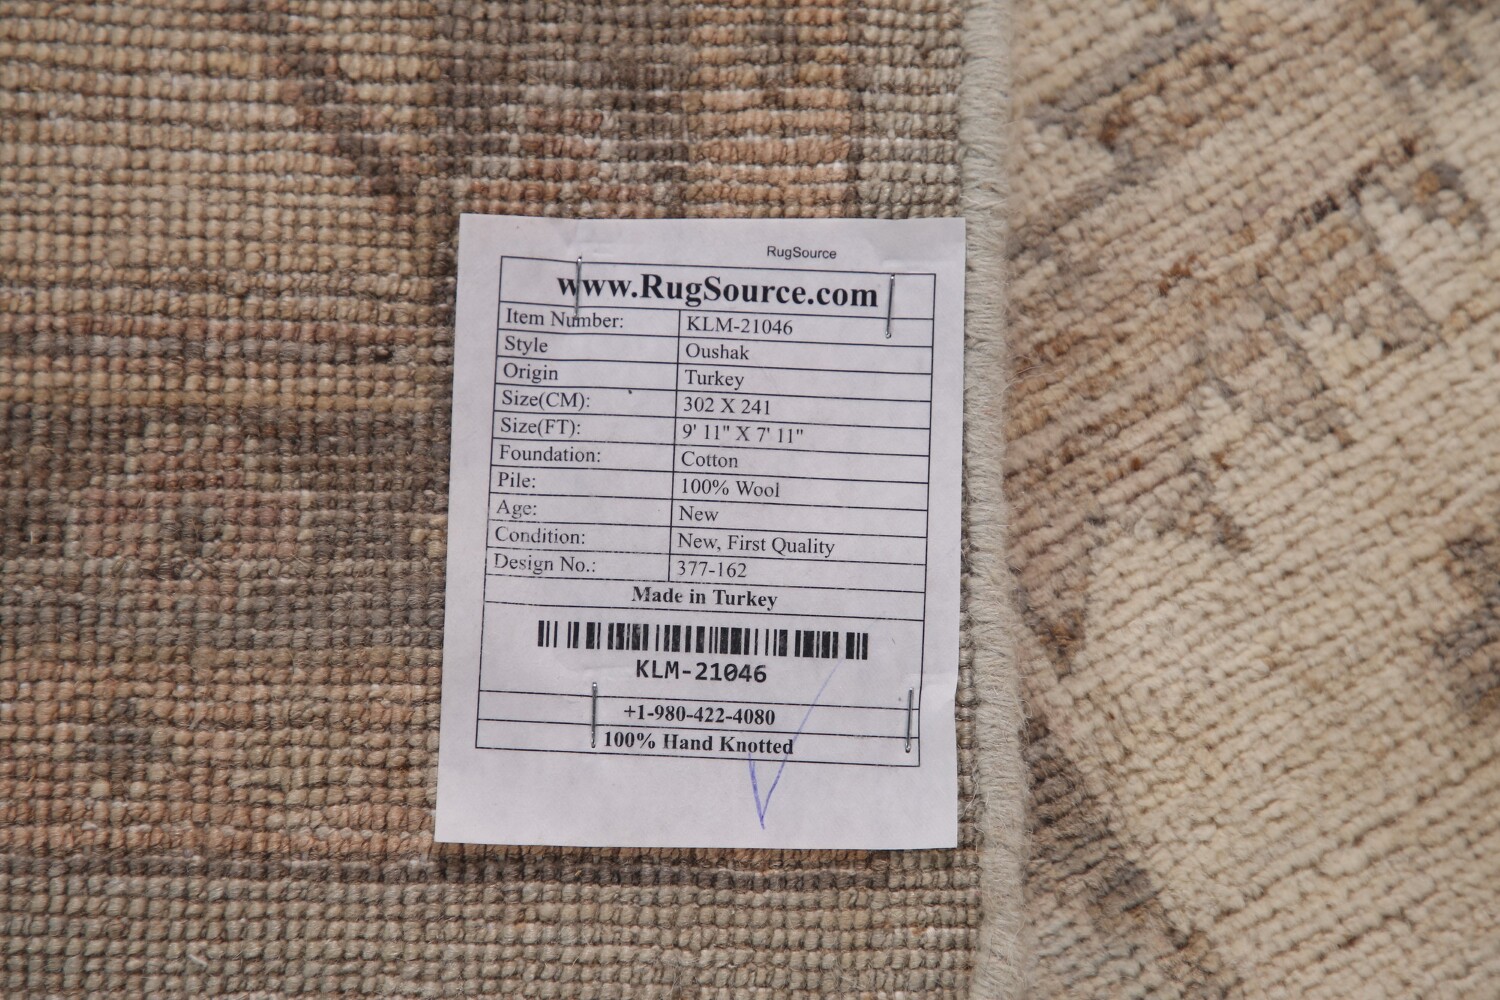 RugSource
www.RugSource.com
Item Number: KLM-21046
Style Oushak
Origin Turkey
Size(CM): 302 X 241
Size(FT): 9' 11" X 7' 11"
Foundation: Cotton
Pile: 100% Wool
Age: New
Condition: New, First Quality
Design No.: 377-162
Made in Turkey
KLM-21046
+1-980-422-4080
100% Hand Knotted